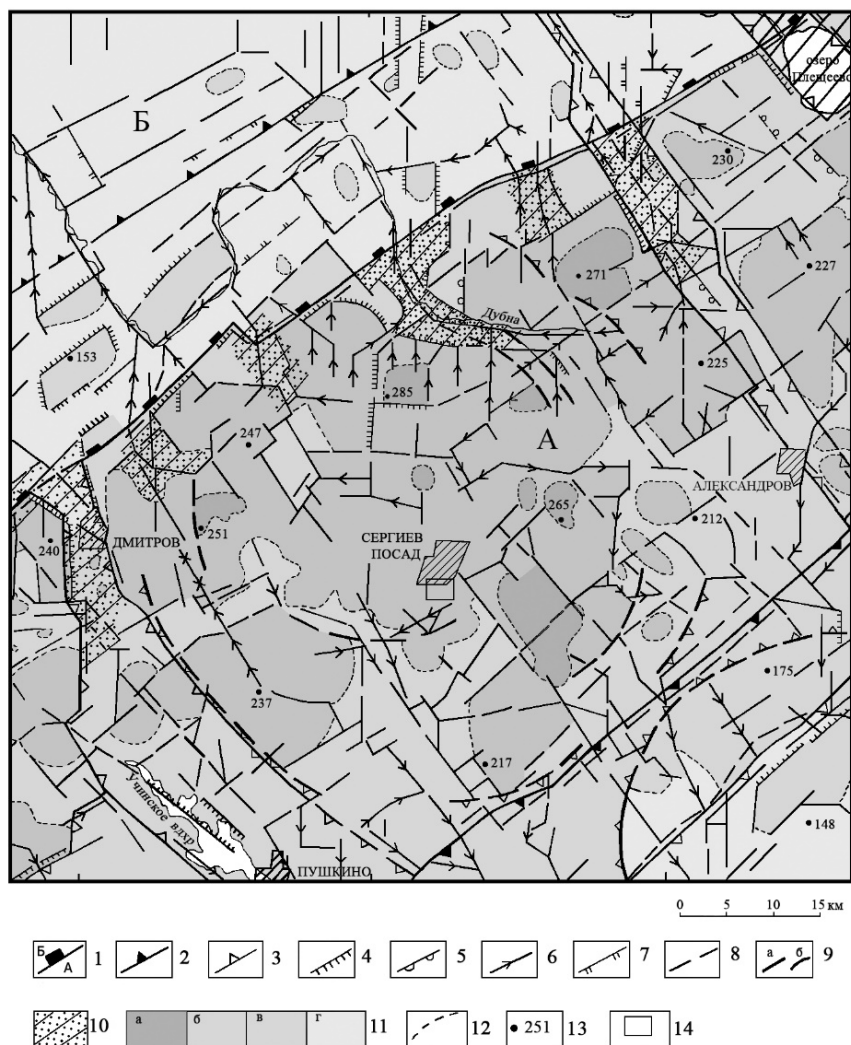 озеро
Плещеево
Б
230
227
271
Дубна
153
225
285
247
А
АЛЕКСАНДРОВ
265
251
212
СЕРГИЕВ
ПОСАД
240
ДМИТРОВ
175
237
217
Учинское вдхр
148
ПУШКИНО
0 5 10 15 км
Б А 1 2 3 4 5 6 7 8 а б 9
10 а б в г 11 12 251 13 14